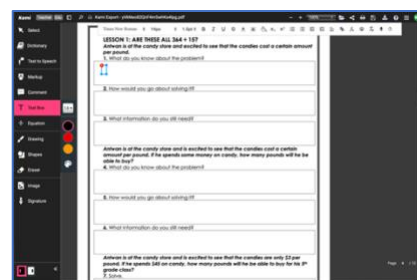 Kami
Kami Export - 
Select
Dictionary
Text to Speech
Markup
Comment
Text Box
Equation
Drawing
Shapes
Eraser
Image
Signature
LESSON 1: ARE THESE ALL 364 + 15?
Antwan is at the candy store and excited to see that the candies cost a certain amount
per pound.
1. What do you know about the problem?
2. How would you go about solving it?
3. What information do you still need?
Antwan is at the candy store and excited to see that the candies cost a certain
amount per pound. If he spends some money on candy, how many pounds will he be
able to buy?
4. What do you know about the problem?
5. How would you go about solving it?
6. What information do you still need?
Antwan is at the candy store and is excited to see that the candies are only $2 per
pound. If he spends $40 on candy, how many pounds will he be able to buy for his 5th
grade class?
7. Solve.
Page